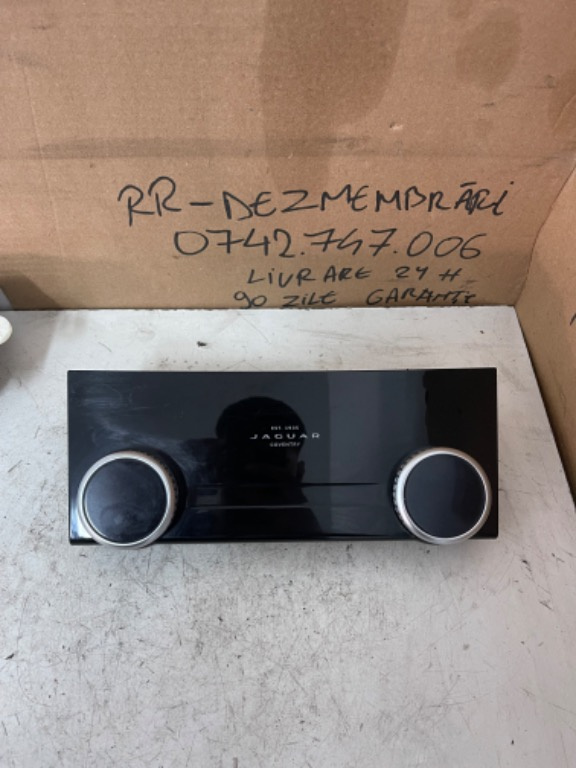 RR-DEZMEMBRĂRi
0742.747.006
LiVRARE 24 H
90 ZiLE GARANTiE
EST. 1935
JAGUAR
COVENTRY